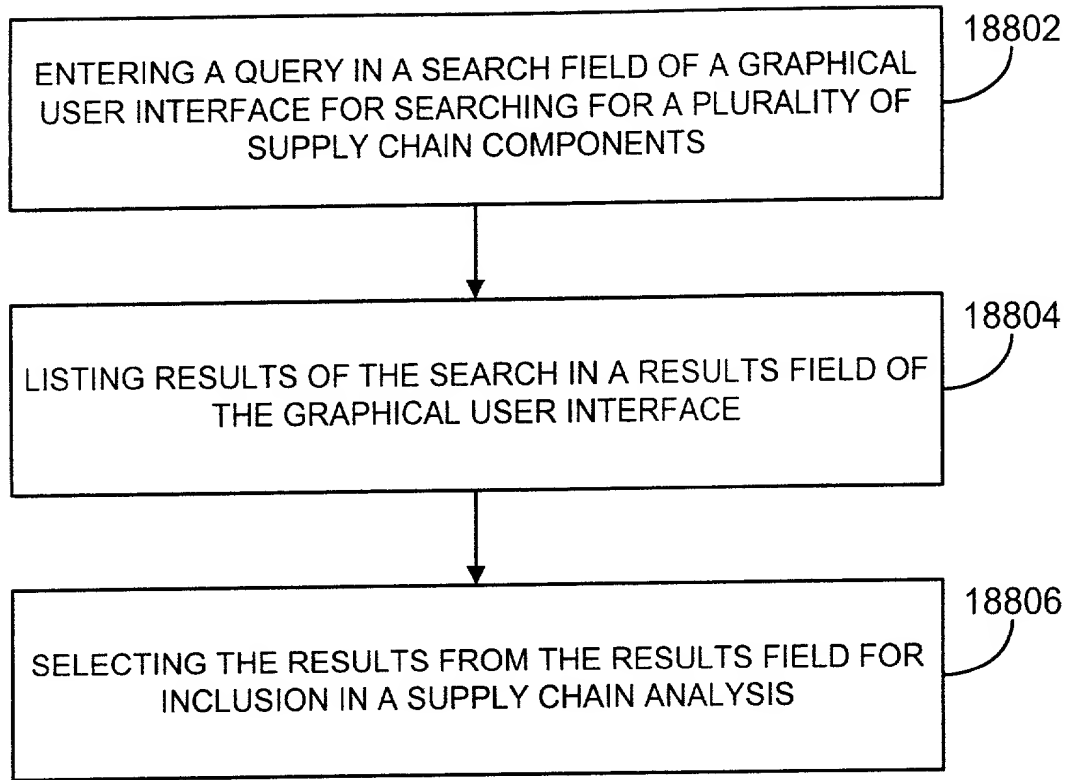 18802
ENTERING A QUERY IN A SEARCH FIELD OF A GRAPHICAL
USER INTERFACE FOR SEARCHING FOR A PLURALITY OF
SUPPLY CHAIN COMPONENTS
18804
LISTING RESULTS OF THE SEARCH IN A RESULTS FIELD OF
THE GRAPHICAL USER INTERFACE
18806
SELECTING THE RESULTS FROM THE RESULTS FIELD FOR
INCLUSION IN A SUPPLY CHAIN ANALYSIS